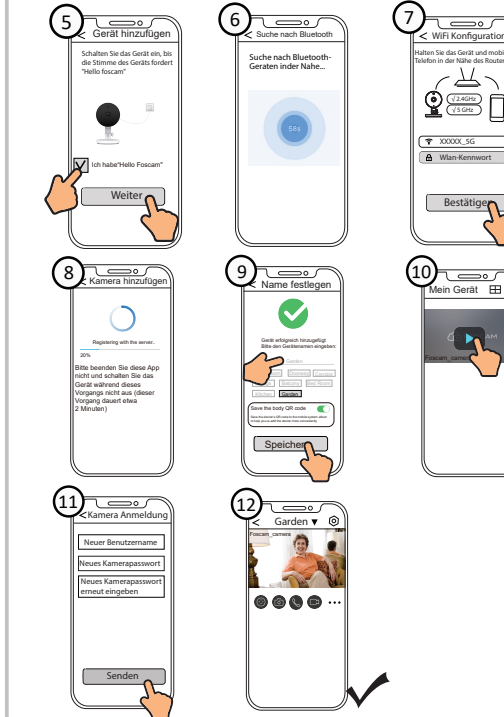 5
< Gerät hinzufügen
Schalten Sie das Gerät ein, bis
die Stimme des Geräts fordert
"Hello foscam"
Ich habe"Hello Foscam"
Weiter
6
< Suche nach Bluetooth
Suche nach Bluetooth-
Geraten inder Nahe...
58s
7
< WiFi Konfiguration
Halten Sie das Gerät und mobil
Telefon in der Nähe des Router
√ 2.4GHz
√ 5 GHz
XXXXX_5G
Wlan-Kennwort
Bestätigen
8
< Kamera hinzufügen
Registering with the server..
20%
Bitte beenden Sie diese App
nicht und schalten Sie das
Gerät während dieses
Vorgangs nicht aus (dieser
Vorgang dauert etwa
2 Minuten)
9
< Name festlegen
Gerät erfolgreich hinzugefügt
Bitte den Gerätenamen eingeben:
Garden
Balcony Bed Room
Kitchen Garden
Save the body QR code
Speichern
10
Mein Gerät
Foscam_camera
11
<Kamera Anmeldung
Neuer Benutzername
Neues Kamerapasswort
Neues Kamerapasswort
erneut eingeben
Senden
12
< Garden ▼
Foscam_camera